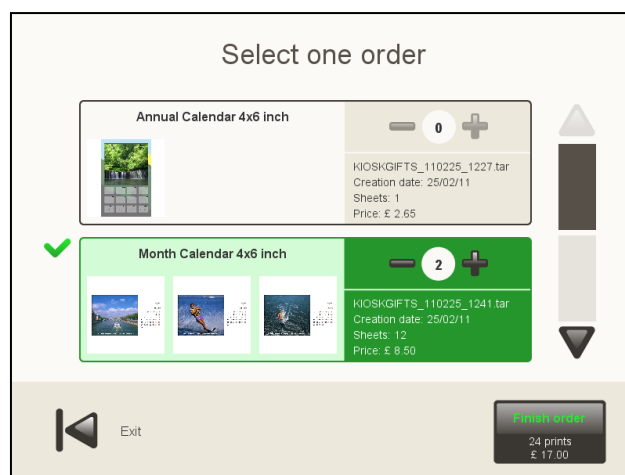 Select one order
Annual Calendar 4x6 inch
0
KIOSKGIFTS_110225_1227.tar
Creation date: 25/02/11
Sheets: 1
Price: £ 2.65
Month Calendar 4x6 inch
2
KIOSKGIFTS_110225_1241.tar
Creation date: 25/02/11
Sheets: 12
Price: £ 8.50
Exit
Finish order
24 prints
£ 17.00